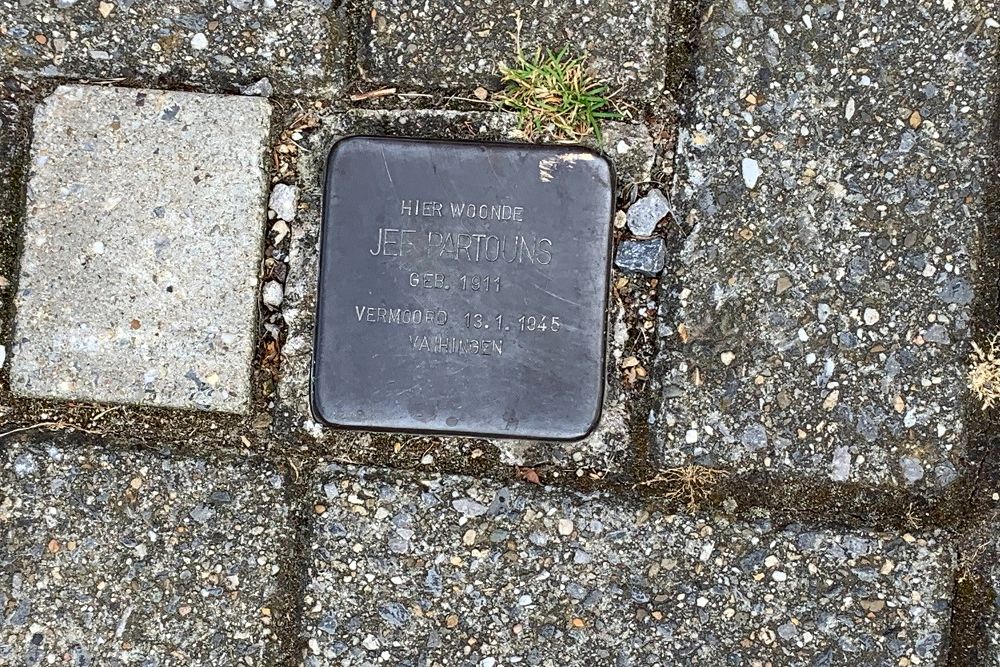 HIER WOONDE
JEF PARTOUNS
GEB. 1911
VERMOORD 13.1.1945
VAIHINGEN